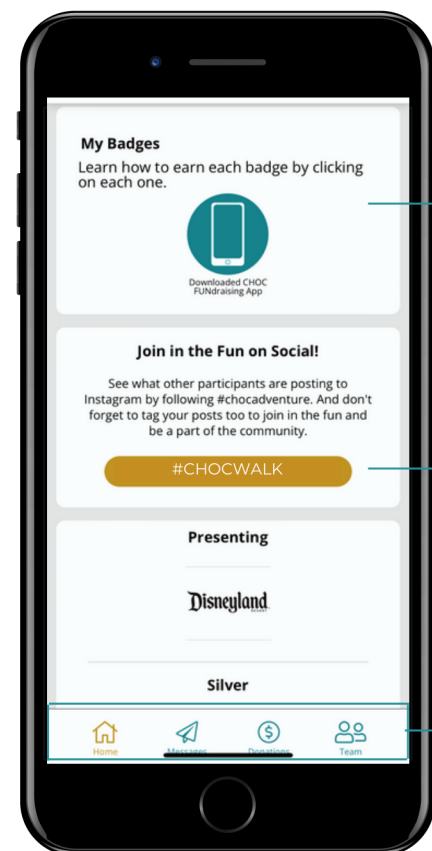 My Badges
Learn how to earn each badge by clicking
on each one.
Downloaded CHOC
FUNdraising App
Join in the Fun on Social!
See what other participants are posting to
Instagram by following #chocadventure. And don't
forget to tag your posts too to join in the fun and
be a part of the community.
#CHOCWALK
Presenting
Disneyland
RESORT
Silver
Home Messages Donations Team